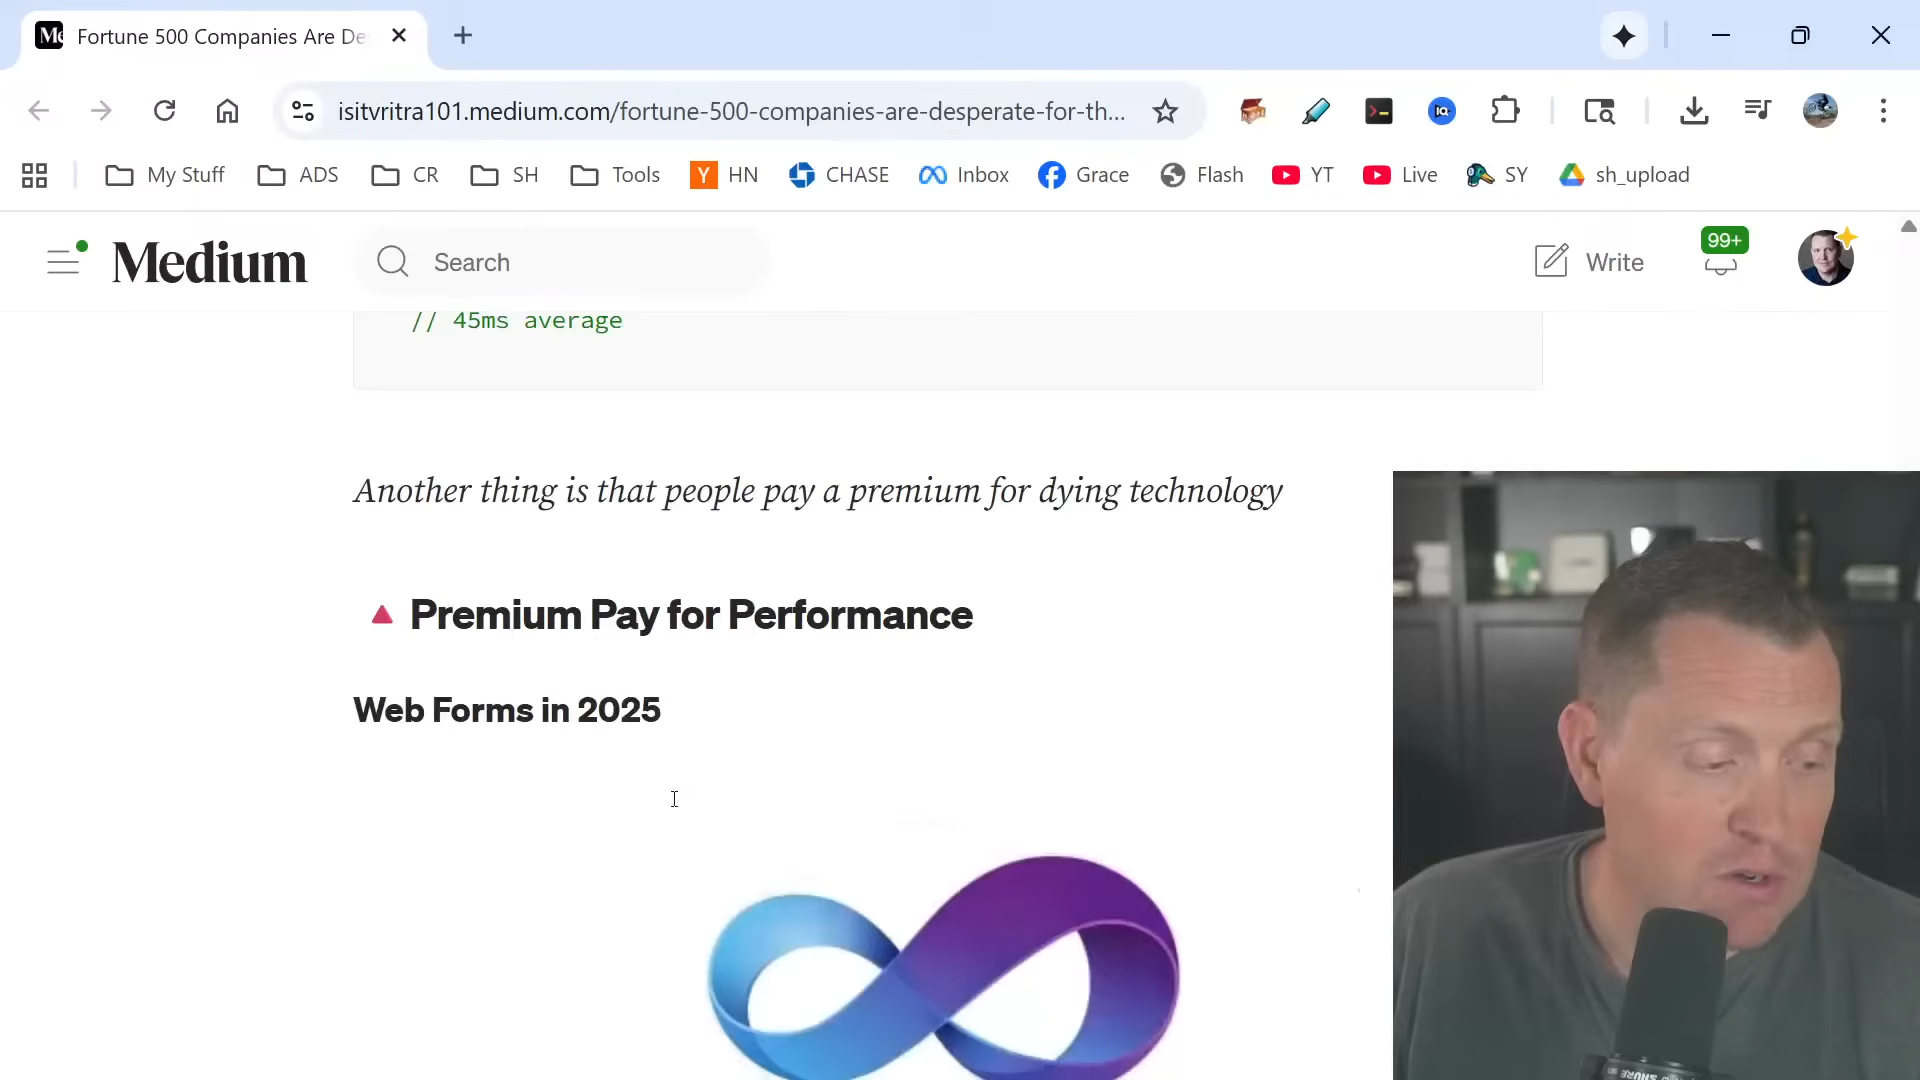 Fortune 500 Companies Are De
isitvritra101.medium.com/fortune-500-companies-are-desperate-for-th...
My Stuff ADS CR SH Tools Y HN CHASE Inbox Grace Flash YT Live SY sh_upload
Medium Search Write 99+
// 45ms average
Another thing is that people pay a premium for dying technology
Premium Pay for Performance
Web Forms in 2025
SHURE